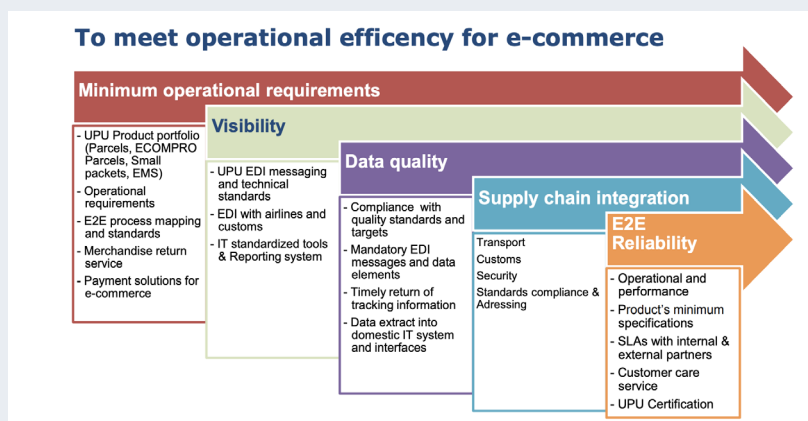 To meet operational efficency for e-commerce
Minimum operational requirements
- UPU Product portfolio
(Parcels, ECOMPRO
Parcels, Small
packets, EMS)
- Operational
requirements
- E2E process mapping
and standards
- Merchandise return
service
- Payment solutions for
e-commerce
Visibility
- UPU EDI messaging
and technical
standards
- EDI with airlines and
customs
- IT standardized tools
& Reporting system
Data quality
- Compliance with
quality standards and
targets
- Mandatory EDI
messages and data
elements
- Timely return of
tracking information
- Data extract into
domestic IT system
and interfaces
Supply chain integration
Transport
Customs
Security
Standards compliance &
Adressing
E2E
Reliability
- Operational and
performance
- Product's minimum
specifications
- SLAs with internal &
external partners
- Customer care
service
- UPU Certification